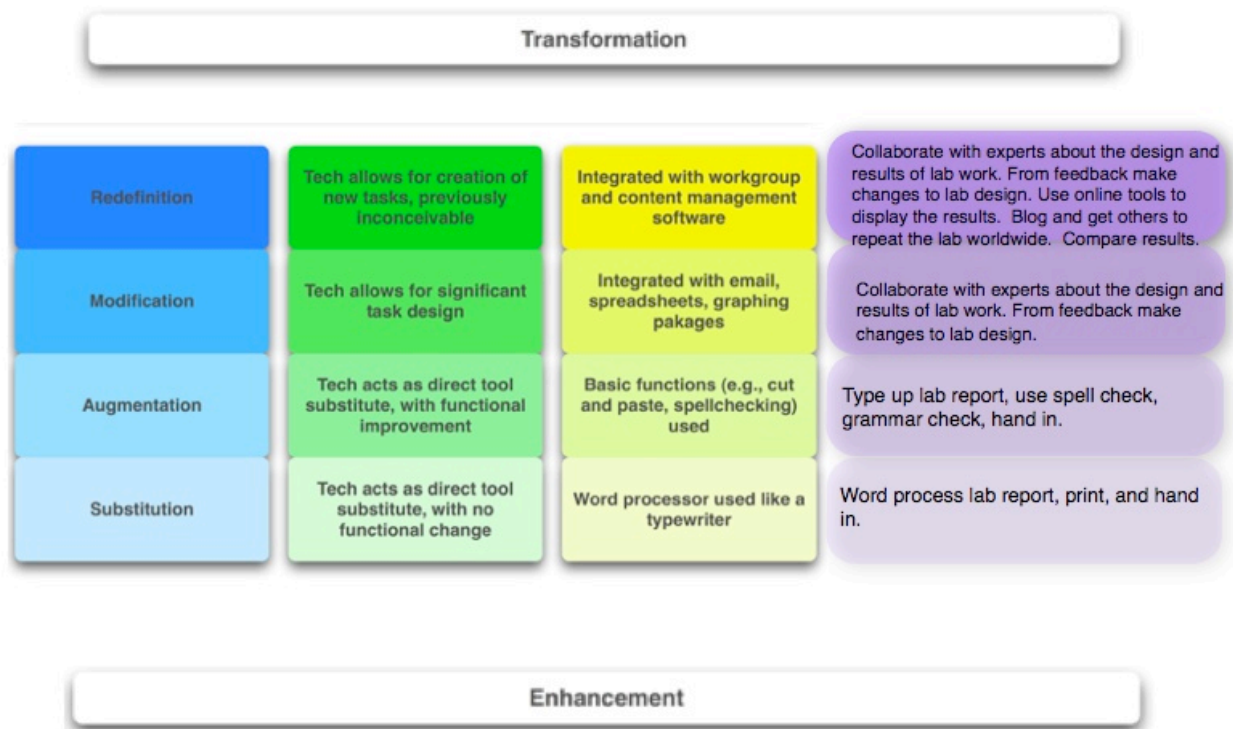 Transformation
Redefinition
Tech allows for creation of
new tasks, previously
inconceivable
Integrated with workgroup
and content management
software
Collaborate with experts about the design and
results of lab work. From feedback make
changes to lab design. Use online tools to
display the results.  Blog and get others to
repeat the lab worldwide.  Compare results.
Modification
Tech allows for significant
task design
Integrated with email,
spreadsheets, graphing
pakages
Collaborate with experts about the design and
results of lab work. From feedback make
changes to lab design.
Augmentation
Tech acts as direct tool
substitute, with functional
improvement
Basic functions (e.g., cut
and paste, spellchecking)
used
Type up lab report, use spell check,
grammar check, hand in.
Substitution
Tech acts as direct tool
substitute, with no
functional change
Word processor used like a
typewriter
Word process lab report, print, and hand
in.
Enhancement